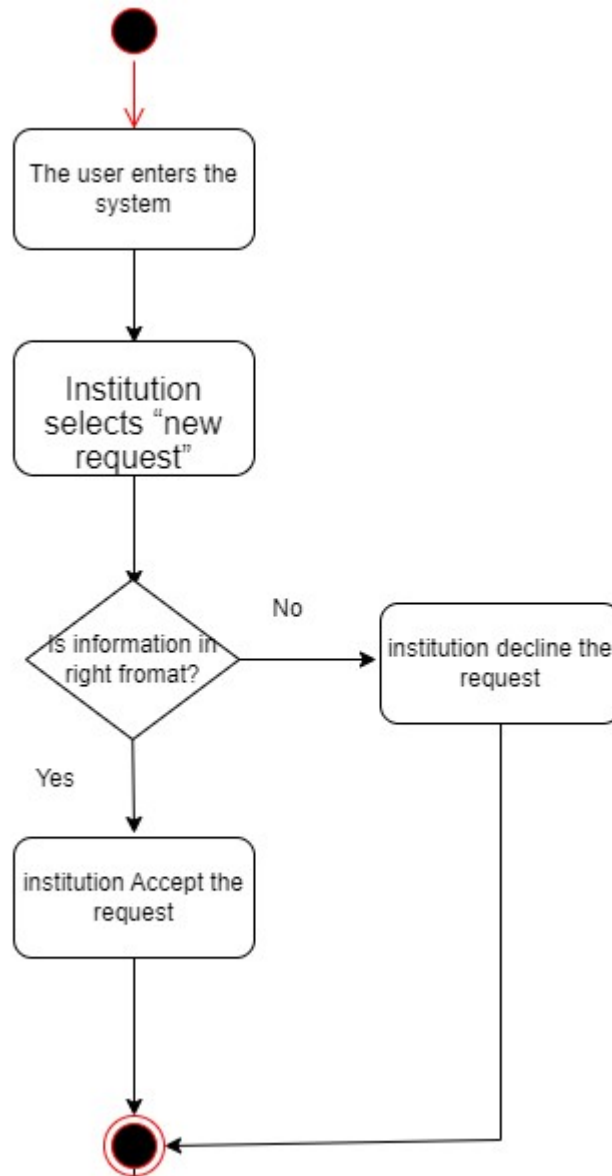 The user enters the
system
Institution
selects “new
request”
Is information in
right fromat?
No
institution decline the
request
Yes
institution Accept the
request